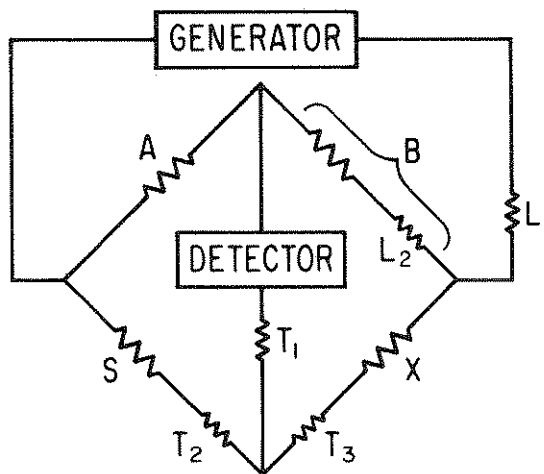 GENERATOR
A
B
L
L2
DETECTOR
T1
S
X
T2
T3